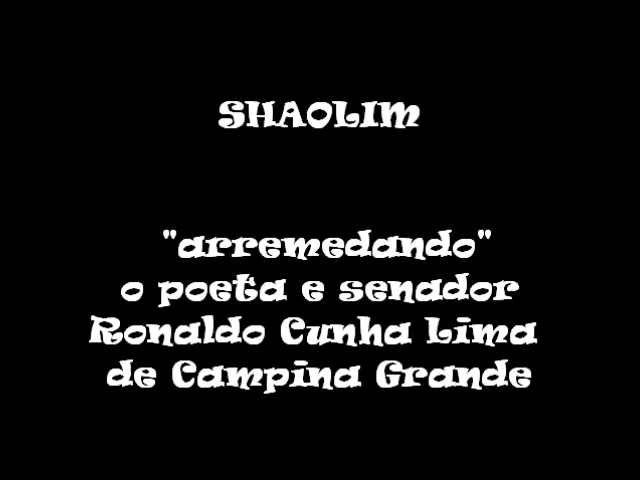 SHAOLIM
"arremedando"
o poeta e senador
Ronaldo Cunha Lima
de Campina Grande